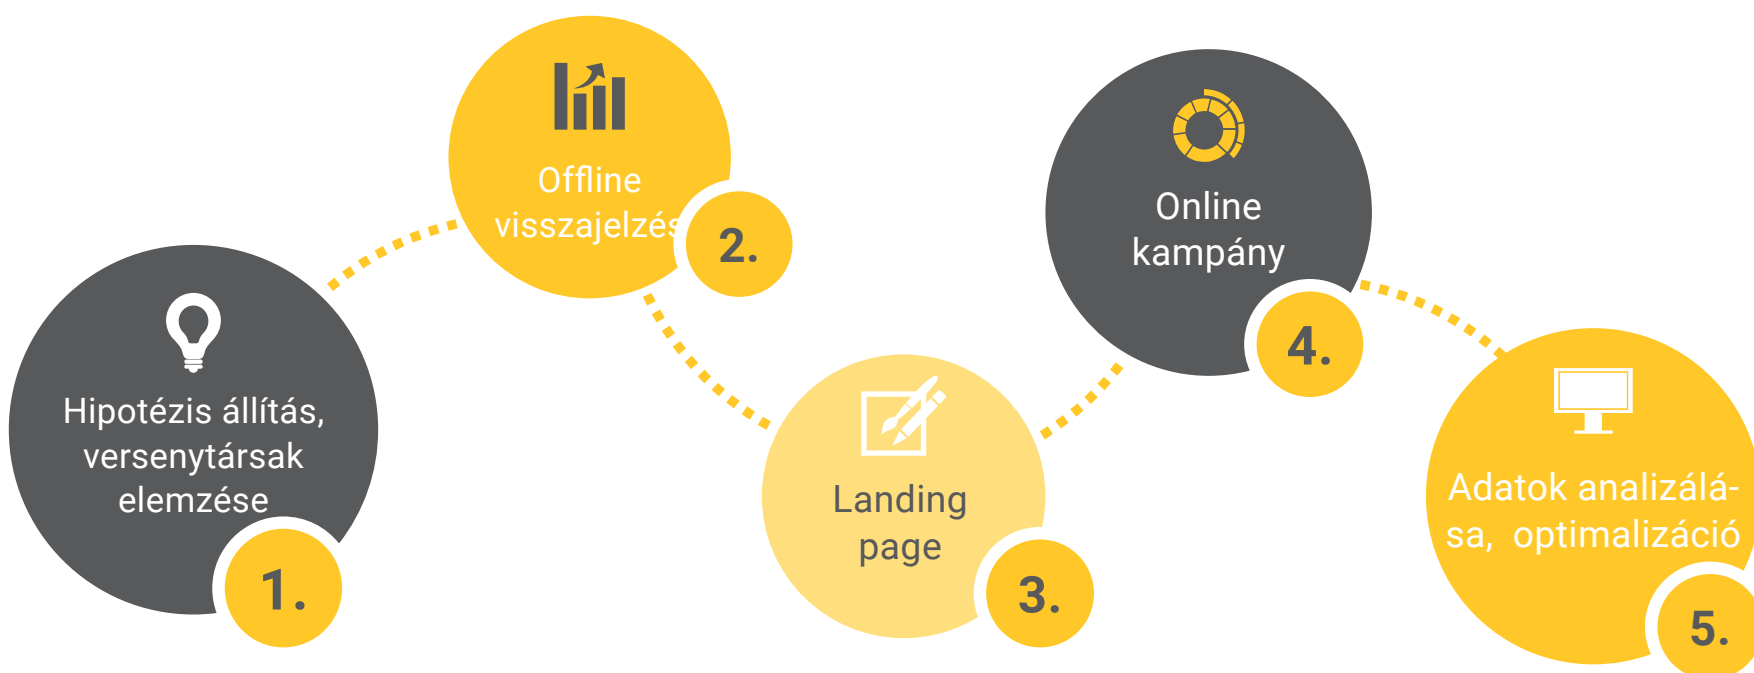 Hipotézis állítás,
versenytársak
elemzése
1.
Offline
visszajelzés
2.
Landing
page
3.
Online
kampány
4.
Adatok analizálá-
sa, optimalizáció
5.